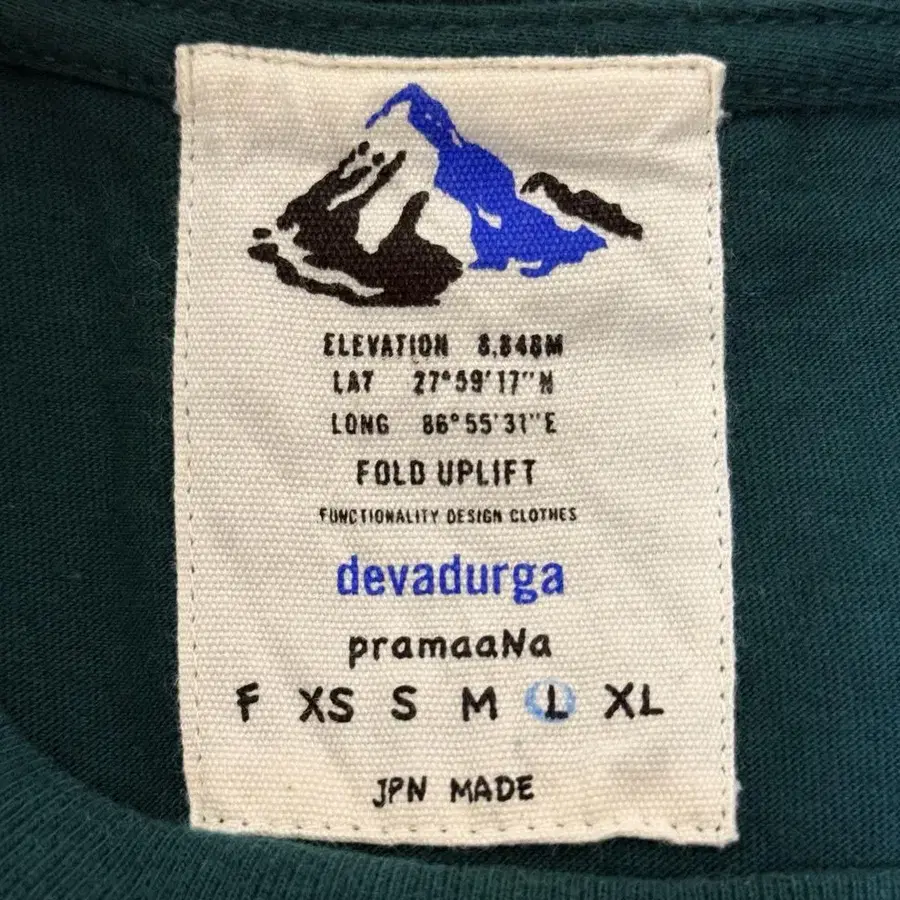 ELEVATION 8,848M
LAT 27°59'17"N
LONG 86°55'31"E
FOLD UPLIFT
FUNCTIONALITY DESIGN CLOTHES
devadurga
pramaaNa
F XS S M L XL
JPN MADE